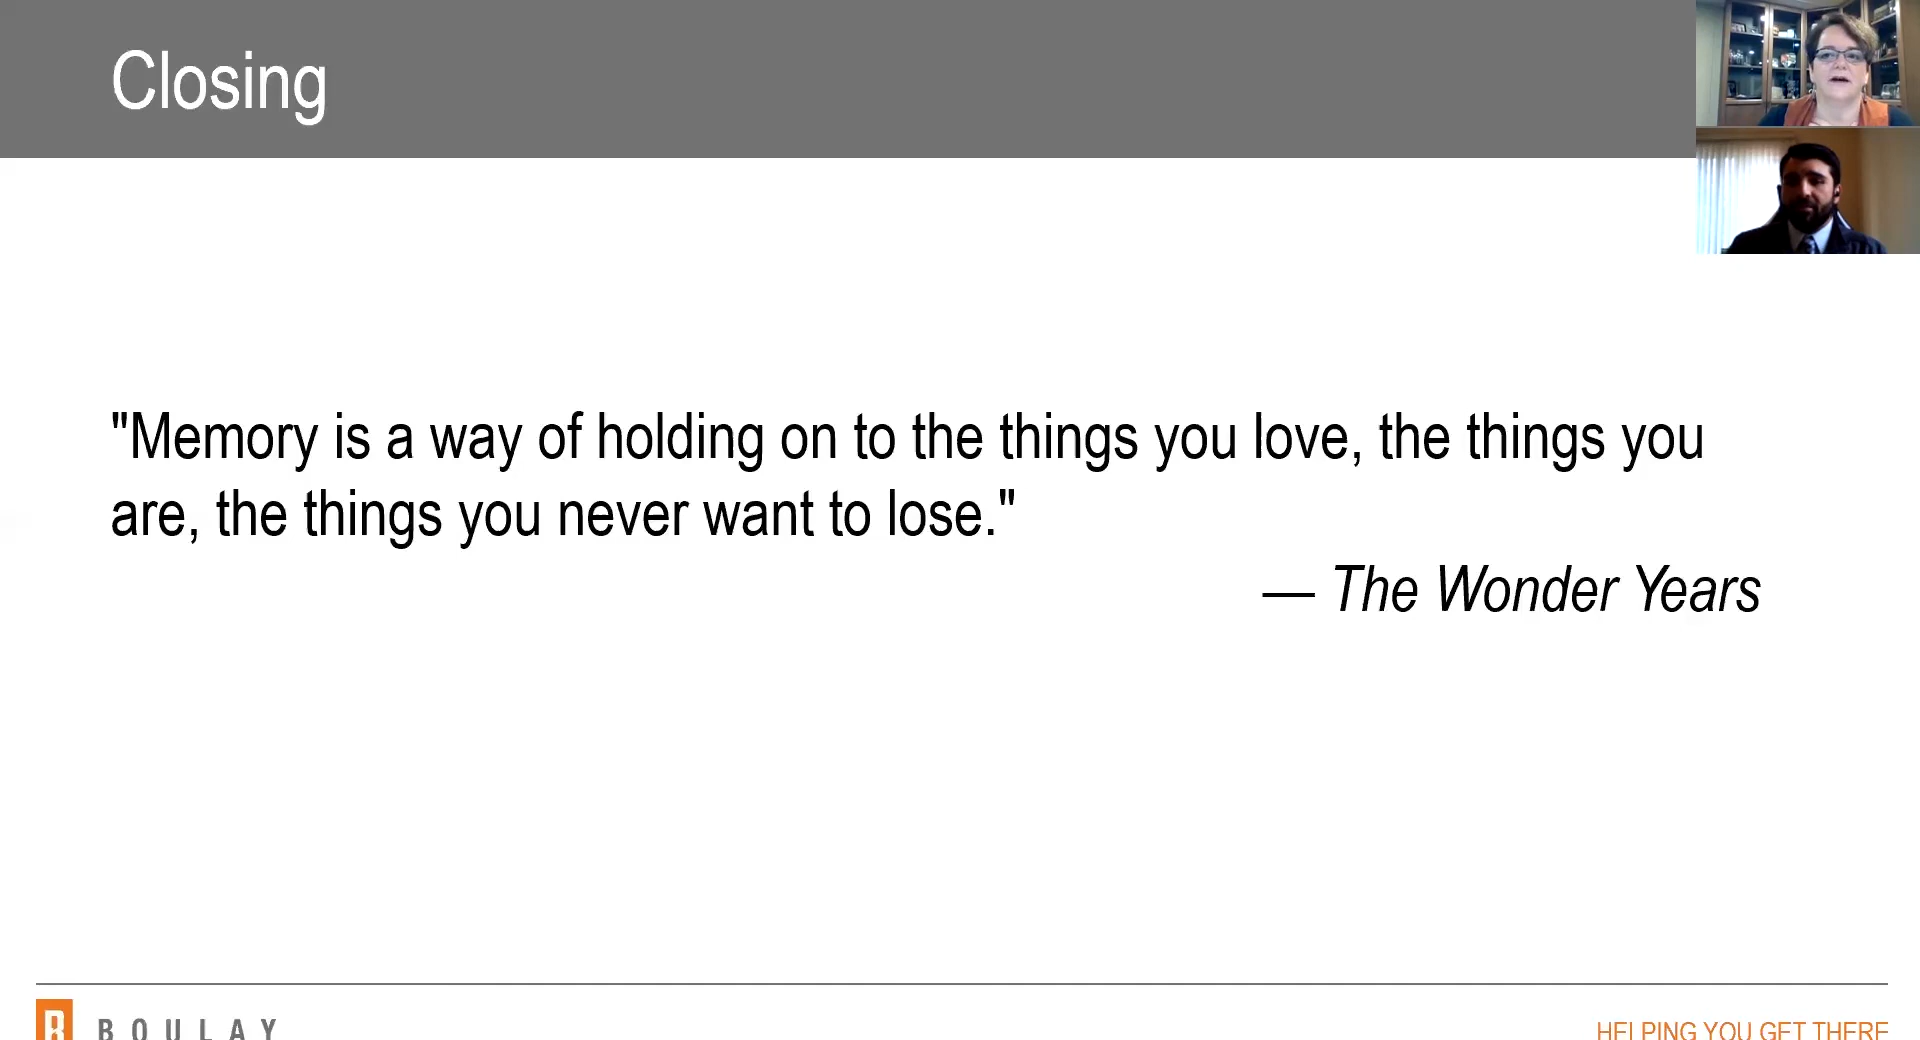 Closing
"Memory is a way of holding on to the things you love, the things you
are, the things you never want to lose."
— The Wonder Years
B BOULAY
HELPING YOU GET THERE